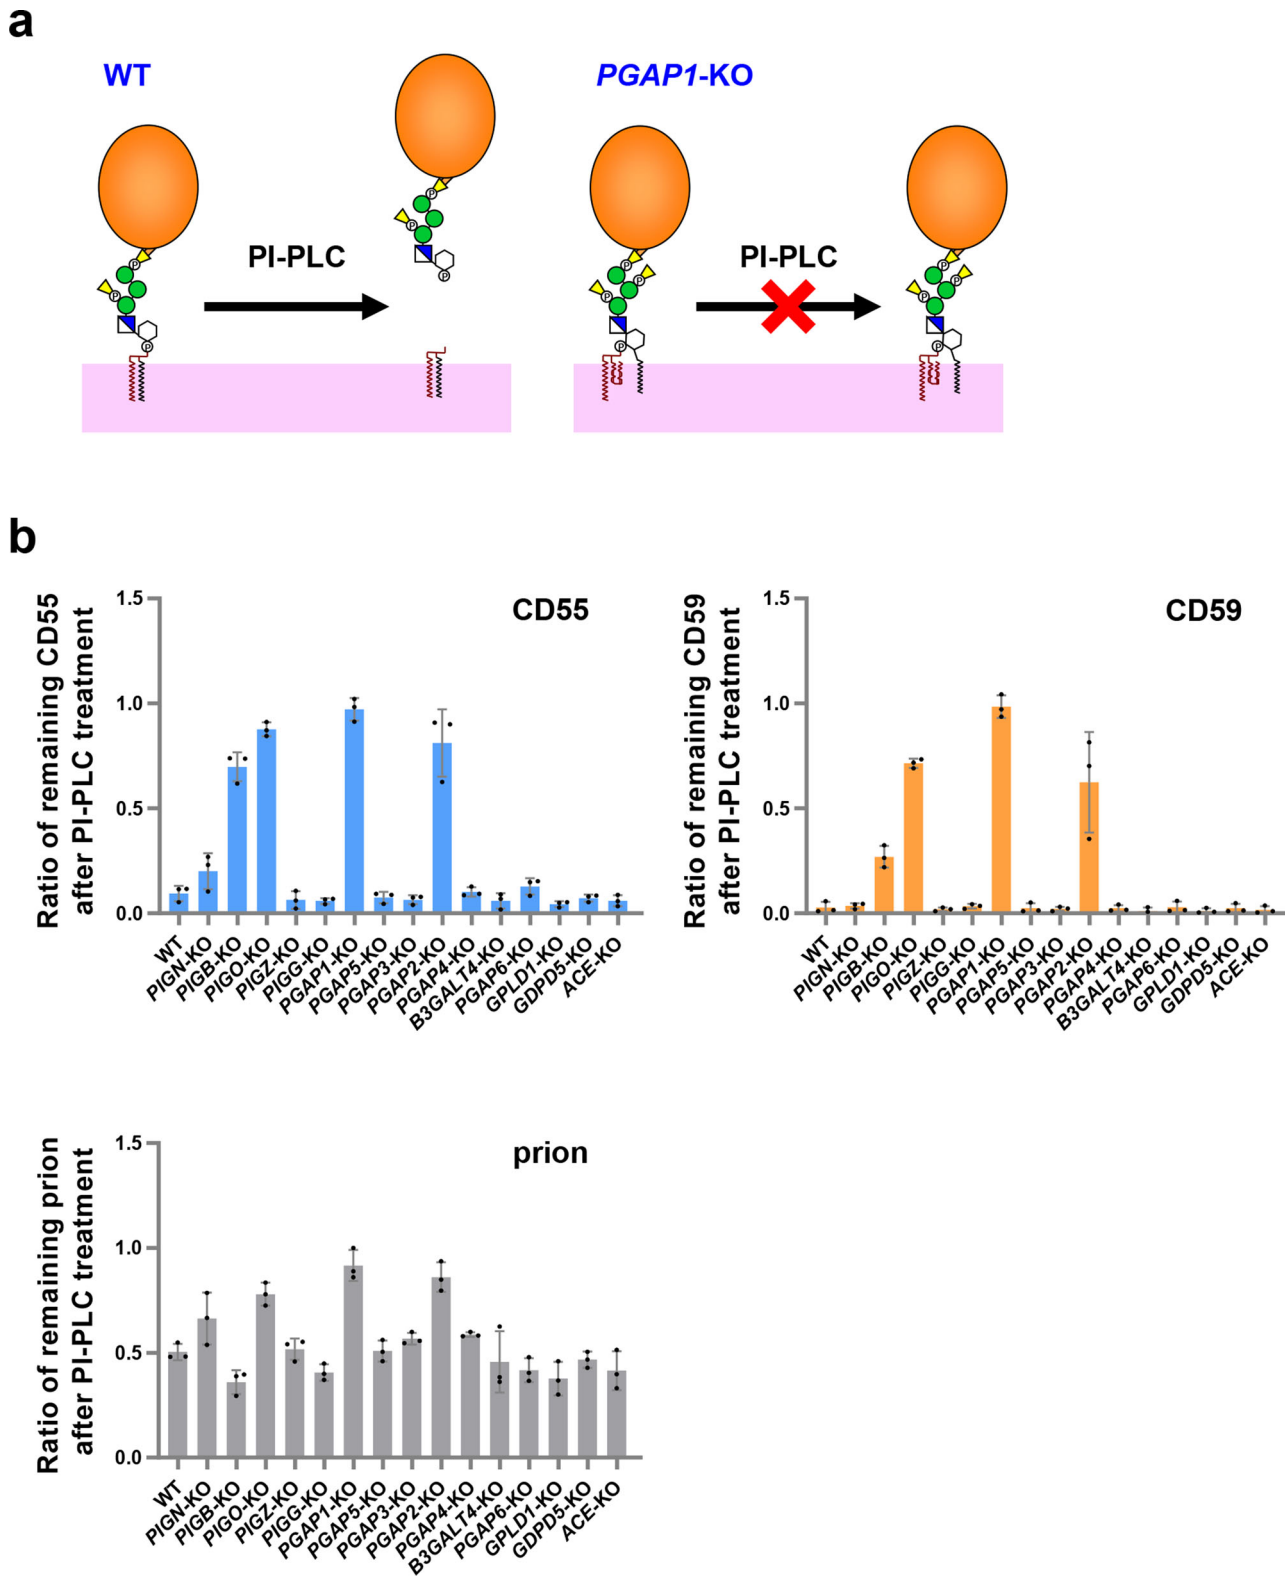 a
WT
PGAP1-KO
PI-PLC
PI-PLC
P
P
P
P
P
P
P
P
P
P
P
P
P
P
b
CD55
Ratio of remaining CD55
after PI-PLC treatment
1.5
1.0
0.5
0.0
WT
PIGN-KO
PIGB-KO
PIGO-KO
PIGZ-KO
PIGG-KO
PGAP1-KO
PGAP5-KO
PGAP3-KO
PGAP2-KO
PGAP4-KO
B3GALT4-KO
PGAP6-KO
GPLD1-KO
GDPD5-KO
ACE-KO
CD59
Ratio of remaining CD59
after PI-PLC treatment
1.5
1.0
0.5
0.0
WT
PIGN-KO
PIGB-KO
PIGO-KO
PIGZ-KO
PIGG-KO
PGAP1-KO
PGAP5-KO
PGAP3-KO
PGAP2-KO
PGAP4-KO
B3GALT4-KO
PGAP6-KO
GPLD1-KO
GDPD5-KO
ACE-KO
prion
Ratio of remaining prion
after PI-PLC treatment
1.5
1.0
0.5
0.0
WT
PIGN-KO
PIGB-KO
PIGO-KO
PIGZ-KO
PIGG-KO
PGAP1-KO
PGAP5-KO
PGAP3-KO
PGAP2-KO
PGAP4-KO
B3GALT4-KO
PGAP6-KO
GPLD1-KO
GDPD5-KO
ACE-KO